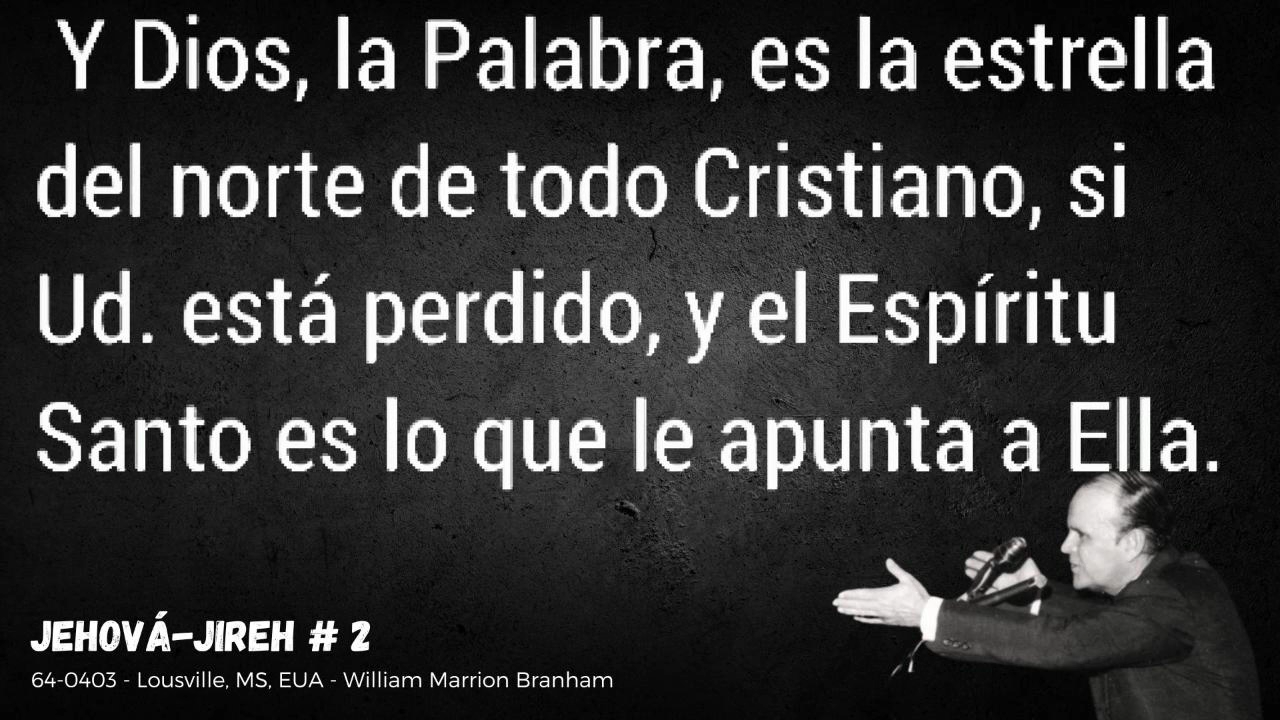 Y Dios, la Palabra, es la estrella
del norte de todo Cristiano, si
Ud. está perdido, y el Espíritu
Santo es lo que le apunta a Ella.
JEHOVÁ-JIREH # 2
64-0403 - Lousville, MS, EUA - William Marrion Branham